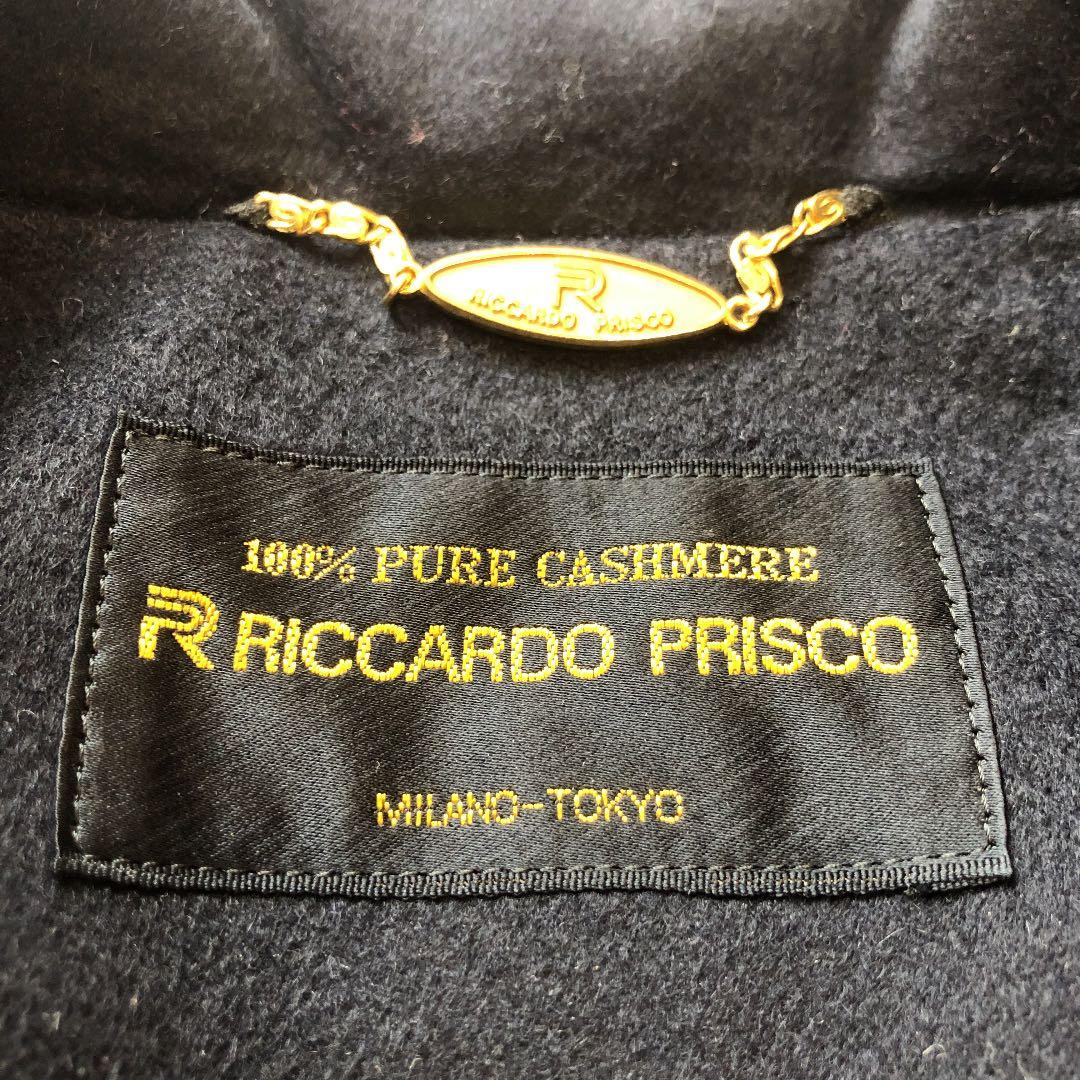 R
RICCARDO PRISCO
100% PURE CASHMERE
R RICCARDO PRISCO
MILANO-TOKYO